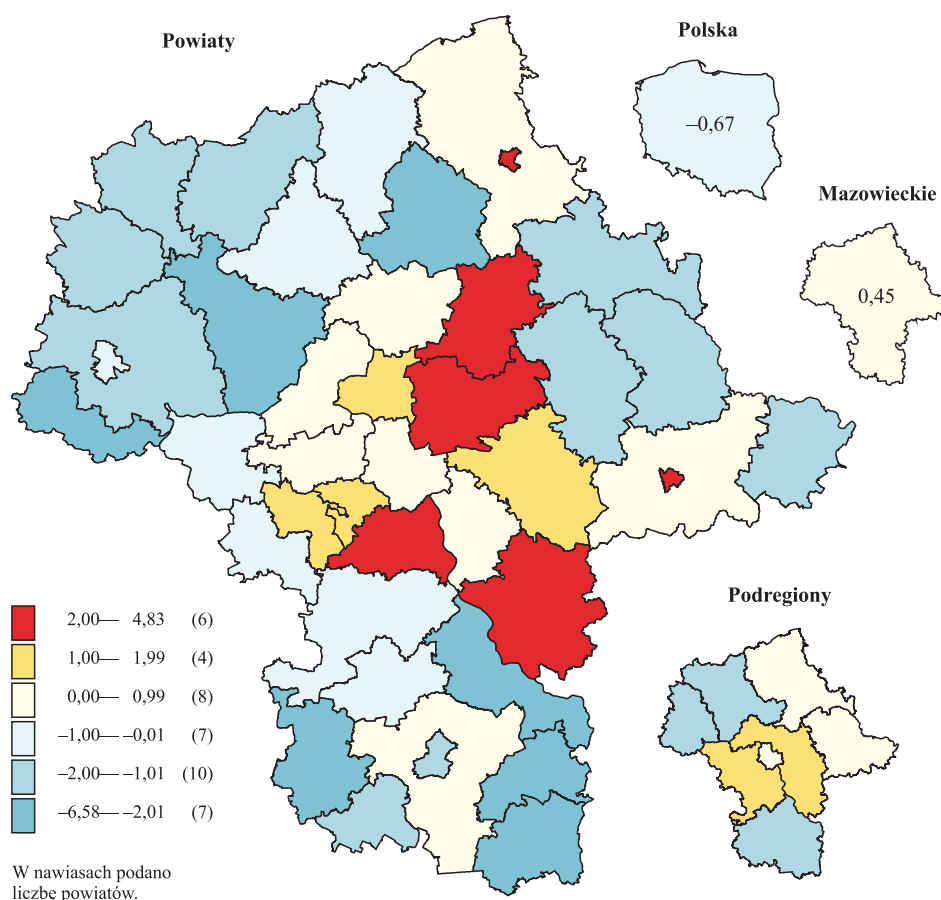 Powiaty
Polska
–0,67
Mazowieckie
0,45
Podregiony
2,00— 4,83 (6)
1,00— 1,99 (4)
0,00— 0,99 (8)
–1,00— –0,01 (7)
–2,00— –1,01 (10)
–6,58— –2,01 (7)
W nawiasach podano
liczbę powiatów.